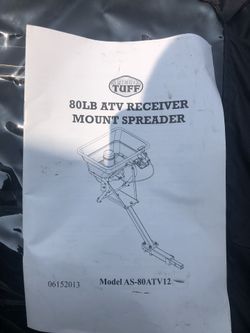 TUFF
80LB ATV RECEIVER
MOUNT SPREADER
06152013
Model AS-80ATV12